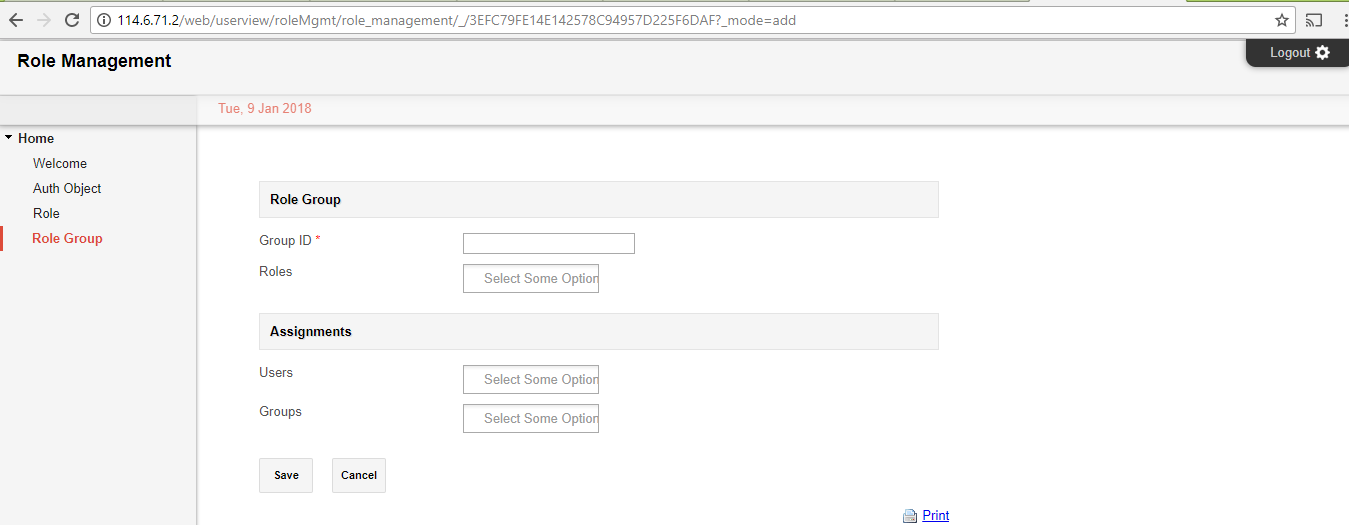 114.6.71.2/web/userview/roleMgmt/role_management/_/3EFC79FE14E142578C94957D225F6DAF?_mode=add
Role Management
Logout
Tue, 9 Jan 2018
Home
Welcome
Auth Object
Role
Role Group
Role Group
Group ID *
Roles Select Some Option
Assignments
Users Select Some Option
Groups Select Some Option
Save Cancel
Print